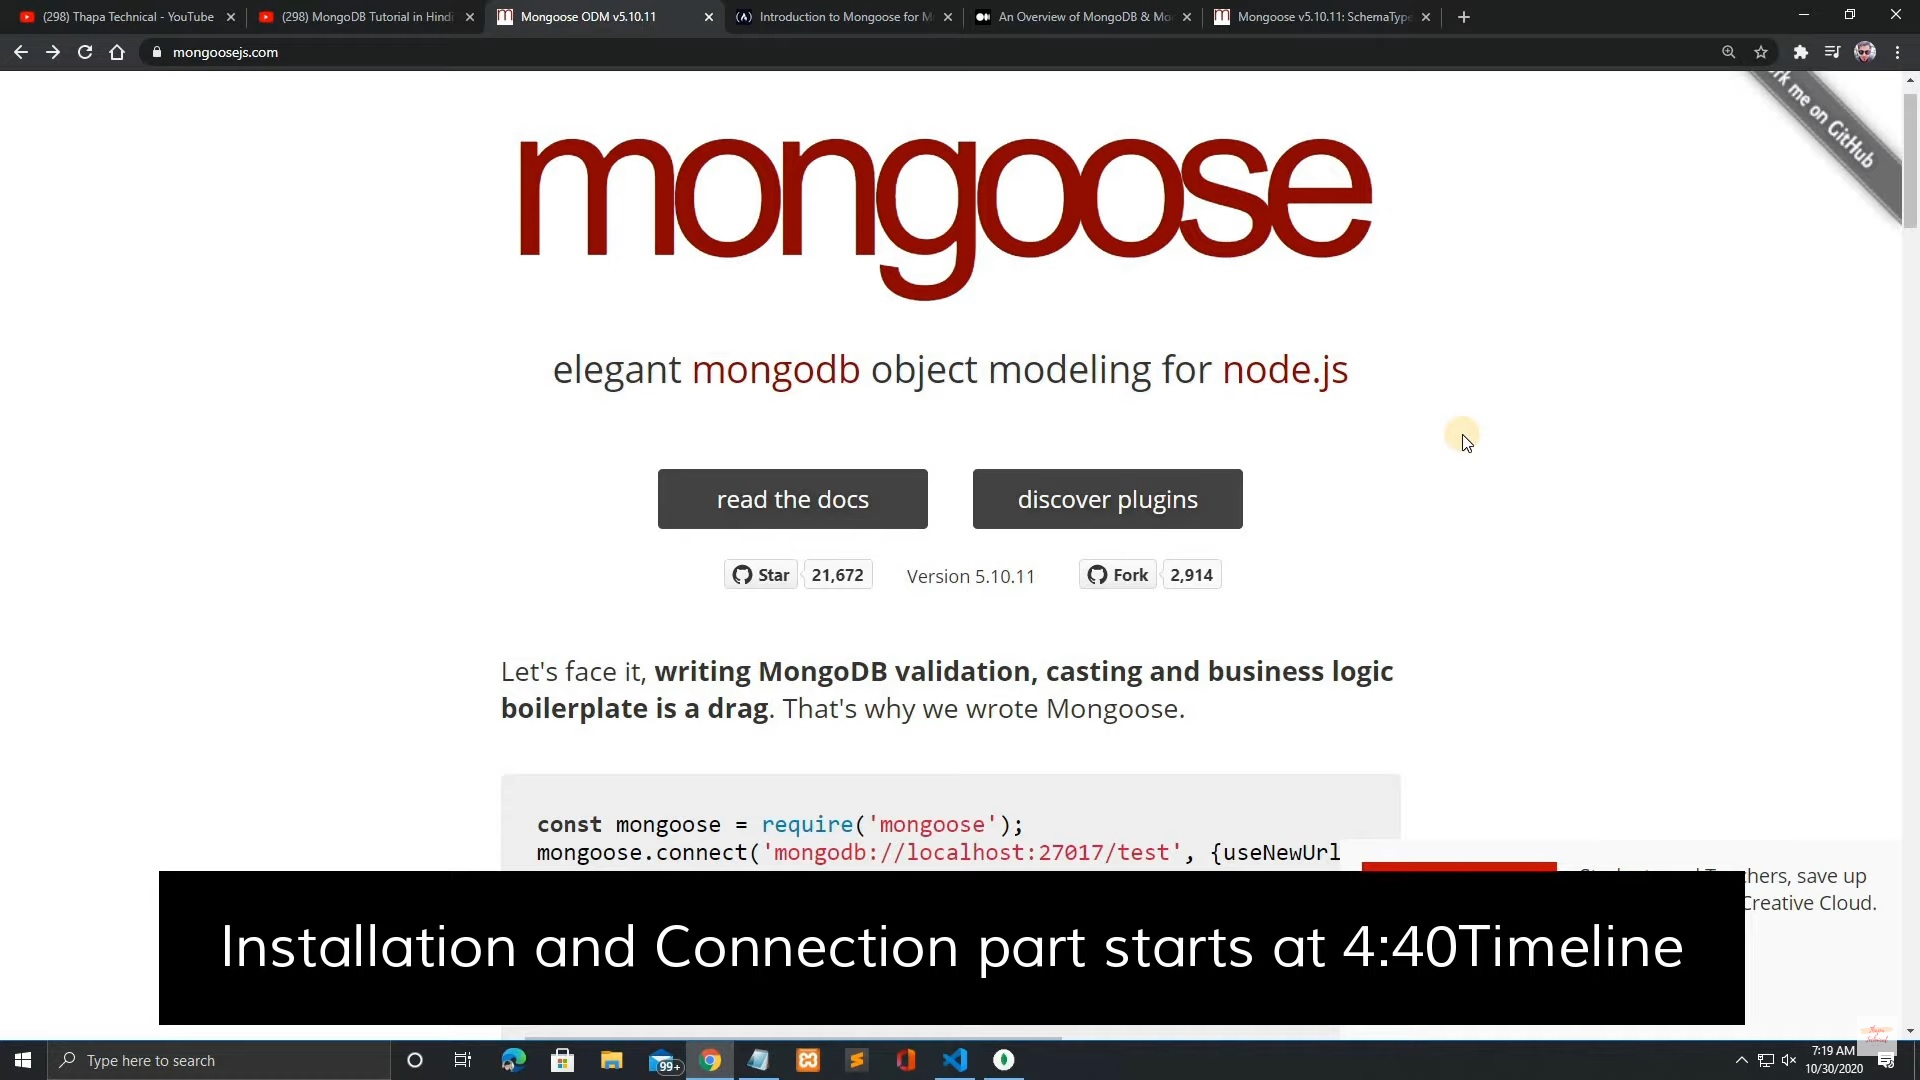 (298) Thapa Technical - YouTube
(298) MongoDB Tutorial in Hindi
Mongoose ODM v5.10.11
Introduction to Mongoose for M
An Overview of MongoDB & Mo
Mongoose v5.10.11: SchemaType
mongoosejs.com
rk me on GitHub
mongoose
elegant mongodb object modeling for node.js
read the docs
discover plugins
Star 21,672
Version 5.10.11
Fork 2,914
Let's face it, writing MongoDB validation, casting and business logic
boilerplate is a drag. That's why we wrote Mongoose.
const mongoose = require('mongoose');
mongoose.connect('mongodb://localhost:27017/test', {useNewUrl
chers, save up
Creative Cloud.
Installation and Connection part starts at 4:40Timeline
Type here to search
99+
7:19 AM
10/30/2020